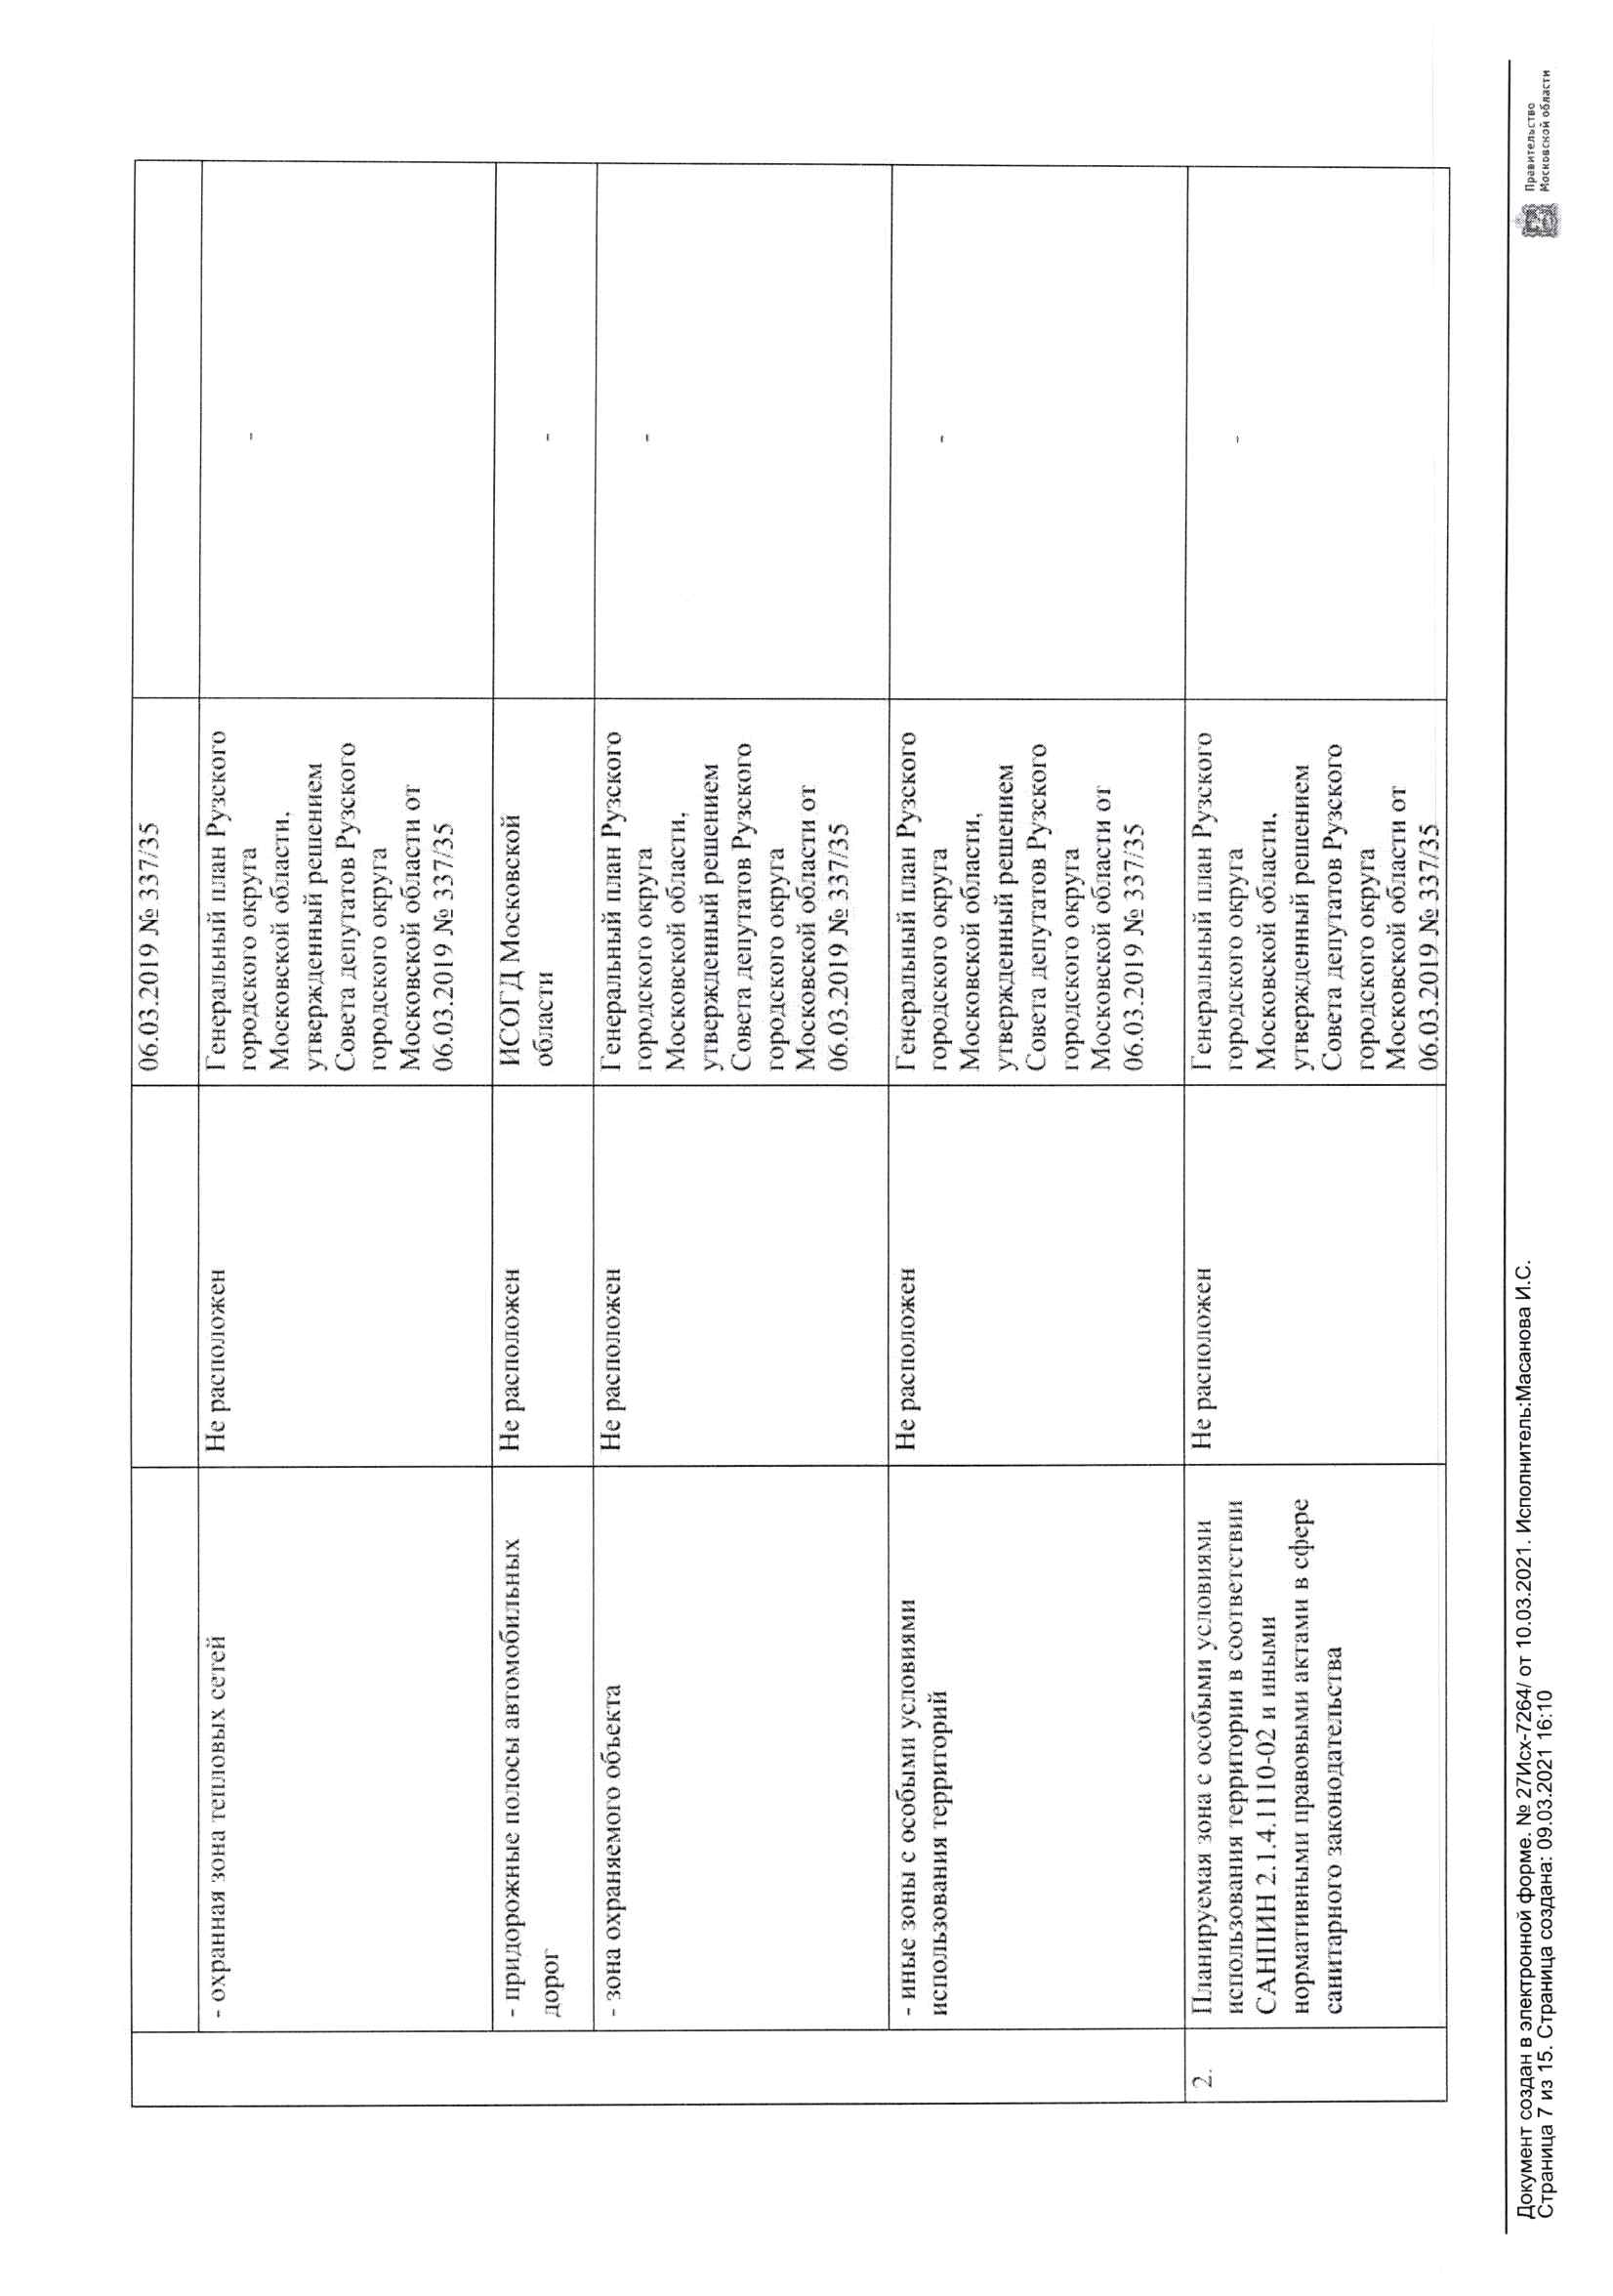 06.03.2019 № 337/35
- охранная зона тепловых сетей
Не расположен
Генеральный план Рузского
городского округа
Московской области,
утвержденный решением
Совета депутатов Рузского
городского округа
Московской области от
06.03.2019 № 337/35
-
- придорожные полосы автомобильных
дорог
Не расположен
ИСОГД Московской
области
-
- зона охраняемого объекта
Не расположен
Генеральный план Рузского
городского округа
Московской области,
утвержденный решением
Совета депутатов Рузского
городского округа
Московской области от
06.03.2019 № 337/35
-
- иные зоны с особыми условиями
использования территорий
Не расположен
Генеральный план Рузского
городского округа
Московской области,
утвержденный решением
Совета депутатов Рузского
городского округа
Московской области от
06.03.2019 № 337/35
-
2.
Планируемая зона с особыми условиями
использования территории в соответствии
САНПИН 2.1.4.1110-02 и иными
нормативными правовыми актами в сфере
санитарного законодательства
Не расположен
Генеральный план Рузского
городского округа
Московской области,
утвержденный решением
Совета депутатов Рузского
городского округа
Московской области от
06.03.2019 № 337/35
-
Документ создан в электронной форме. № 27Исх-7264/ от 10.03.2021. Исполнитель:Масанова И.С.
Страница 7 из 15. Страница создана: 09.03.2021 16:10
Правительство
Московской области